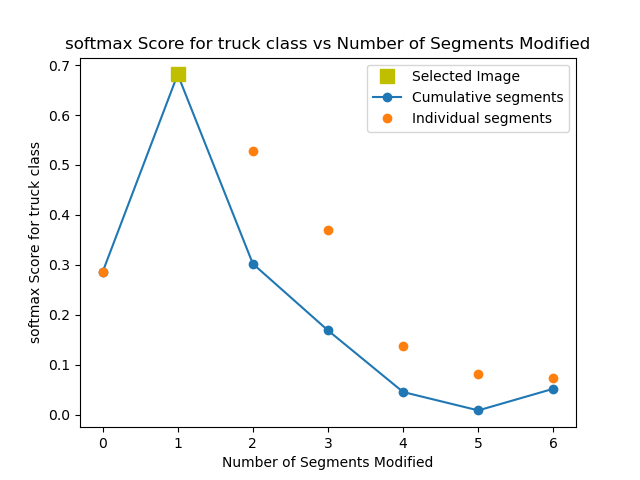 softmax Score for truck class vs Number of Segments Modified
softmax Score for truck class
0.7
0.6
0.5
0.4
0.3
0.2
0.1
0.0
Selected Image
Cumulative segments
Individual segments
0 1 2 3 4 5 6
Number of Segments Modified